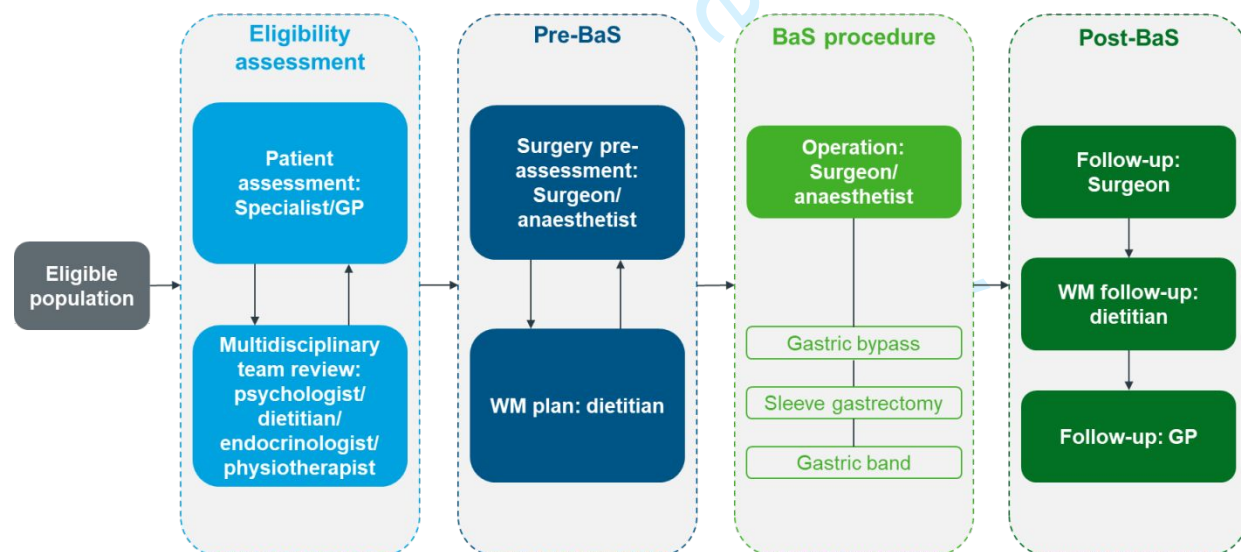 Eligibility
assessment
Pre-BaS
BaS procedure
Post-BaS
Eligible
population
Patient
assessment:
Specialist/GP
Multidisciplinary
team review:
psychologist/
dietitian/
endocrinologist/
physiotherapist
Surgery pre-
assessment:
Surgeon/
anaesthetist
WM plan: dietitian
Operation:
Surgeon/
anaesthetist
Gastric bypass
Sleeve gastrectomy
Gastric band
Follow-up:
Surgeon
WM follow-up:
dietitian
Follow-up: GP